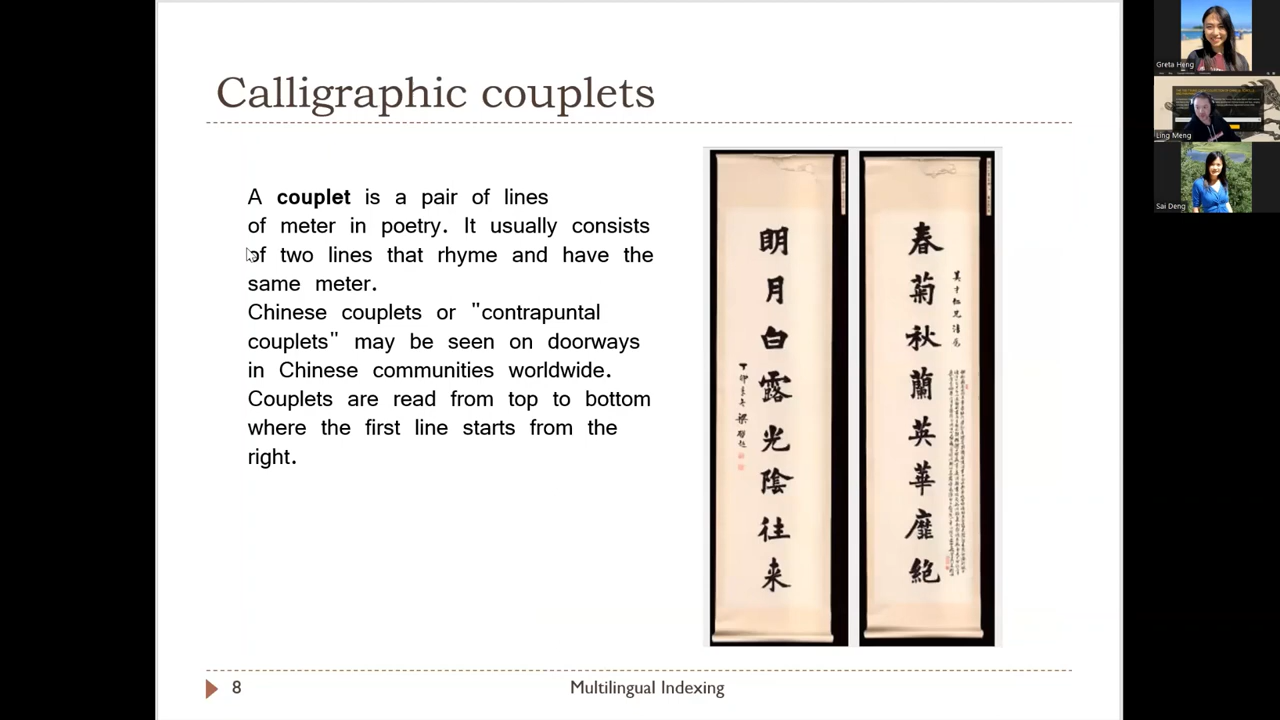 Calligraphic couplets
A couplet is a pair of lines
of meter in poetry. It usually consists
of two lines that rhyme and have the
same meter.
Chinese couplets or "contrapuntal
couplets" may be seen on doorways
in Chinese communities worldwide.
Couplets are read from top to bottom
where the first line starts from the
right.
春菊秋蘭英華靡絕
明月白露光陰往来
8
Multilingual Indexing
Greta Heng
Ling Meng
Sai Deng